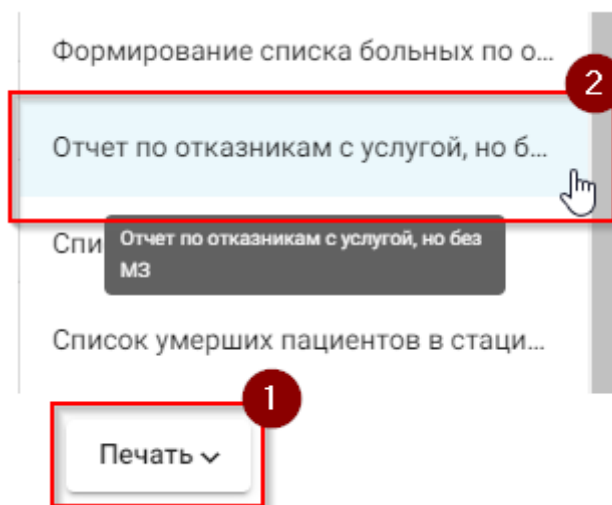 Формирование списка больных по о...
2
Отчет по отказникам с услугой, но б...
Спи
Отчет по отказникам с услугой, но без
МЗ
Список умерших пациентов в стаци...
1
Печать